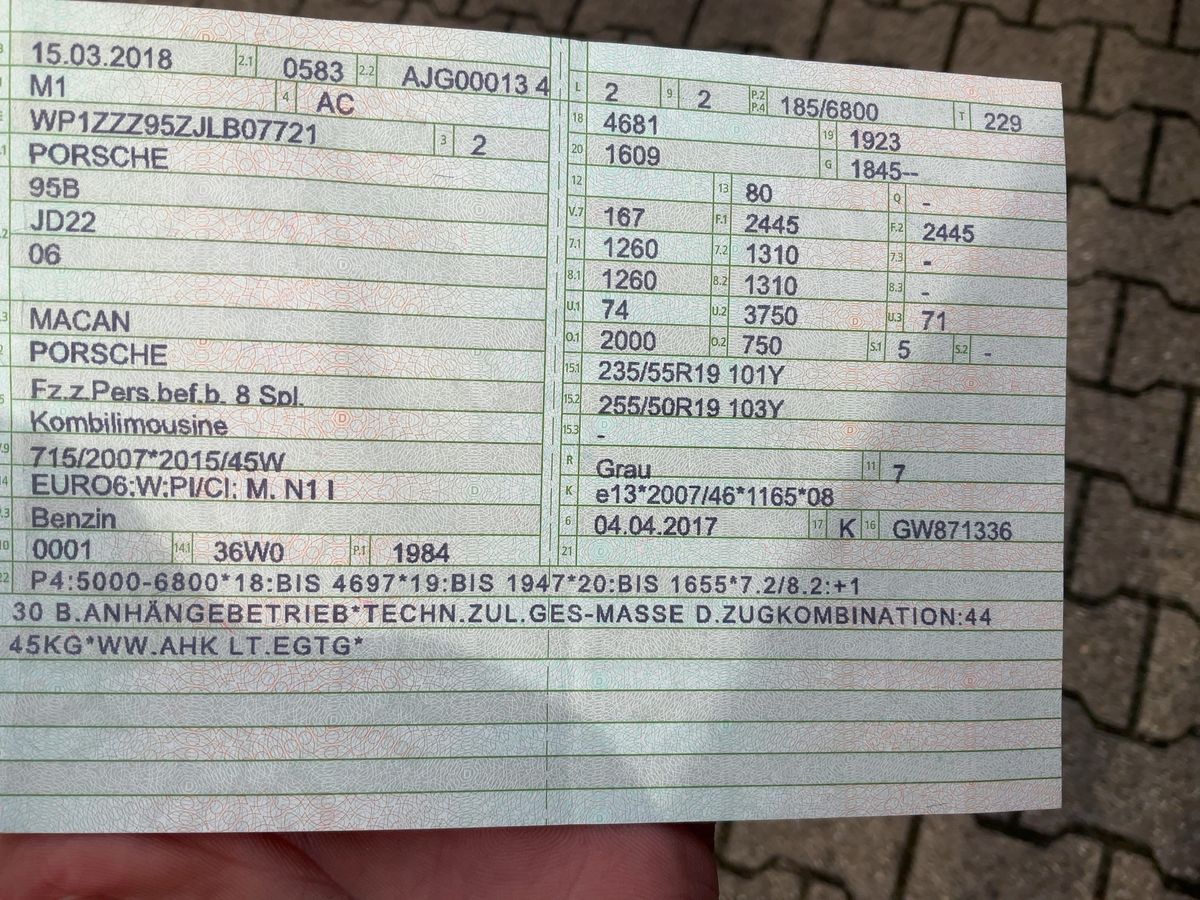 15.03.2018 2.1 0583 2.2 AJG00013 4
M1 4 AC
WP1ZZZ95ZJLB07721 3 2
PORSCHE
95B
JD22
06
MACAN
PORSCHE
Fz.z.Pers.bef.b. 8 Spl.
Kombilimousine
715/2007*2015/45W
EURO6;W;PI/CI; M, N1 I
Benzin
0001 14.1 36W0 P.1 1984
L 2 9 2 P.2 P.4 185/6800 T 229
18 4681 19 1923
20 1609 G 1845--
12 13 80 Q -
V.7 167 F.1 2445 F.2 2445
7.1 1260 7.2 1310 7.3 -
8.1 1260 8.2 1310 8.3 -
U.1 74 U.2 3750 U.3 71
O.1 2000 O.2 750 S.1 5 S.2 -
15.1 235/55R19 101Y
15.2 255/50R19 103Y
15.3 -
R Grau 11 7
K e13*2007/46*1165*08
6 04.04.2017 17 K 16 GW871336
21
22 P4:5000-6800*18:BIS 4697*19:BIS 1947*20:BIS 1655*7.2/8.2:+1
30 B.ANHÄNGEBETRIEB*TECHN.ZUL.GES-MASSE D.ZUGKOMBINATION:44
45KG*WW.AHK LT.EGTG*